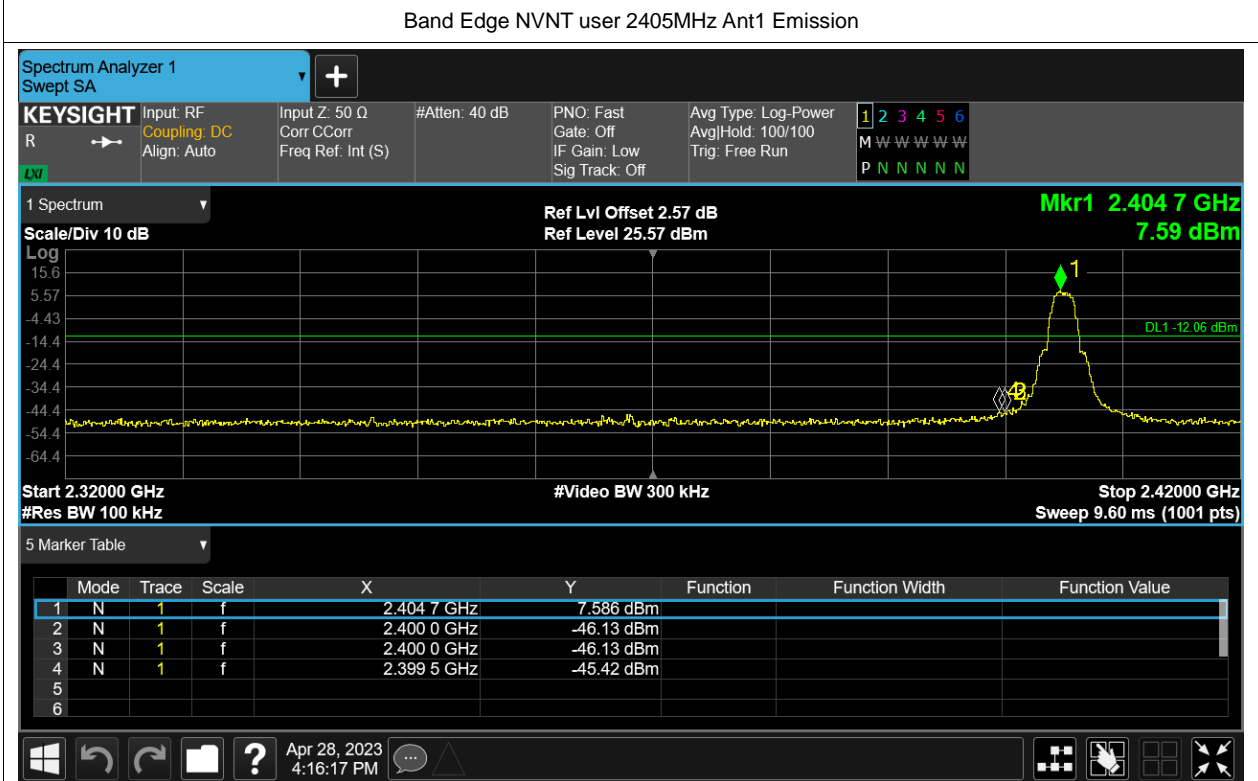 Band Edge NVNT user 2405MHz Ant1 Emission
Spectrum Analyzer 1
Swept SA
+
KEYSIGHT
R
LXI
Input: RF
Coupling: DC
Align: Auto
Input Z: 50 Ω
Corr CCorr
Freq Ref: Int (S)
#Atten: 40 dB
PNO: Fast
Gate: Off
IF Gain: Low
Sig Track: Off
Avg Type: Log-Power
Avg|Hold: 100/100
Trig: Free Run
1 2 3 4 5 6
M W W W W W
P N N N N N
1 Spectrum
Scale/Div 10 dB
Ref Lvl Offset 2.57 dB
Ref Level 25.57 dBm
Mkr1 2.404 7 GHz
7.59 dBm
Log
15.6
5.57
-4.43
-14.4
-24.4
-34.4
-44.4
-54.4
-64.4
1
DL1 -12.06 dBm
Start 2.32000 GHz
#Video BW 300 kHz
Stop 2.42000 GHz
#Res BW 100 kHz
Sweep 9.60 ms (1001 pts)
5 Marker Table
Mode Trace Scale X Y Function Function Width Function Value
1 N 1 f 2.404 7 GHz 7.586 dBm
2 N 1 f 2.400 0 GHz -46.13 dBm
3 N 1 f 2.400 0 GHz -46.13 dBm
4 N 1 f 2.399 5 GHz -45.42 dBm
5
6
?
Apr 28, 2023
4:16:17 PM